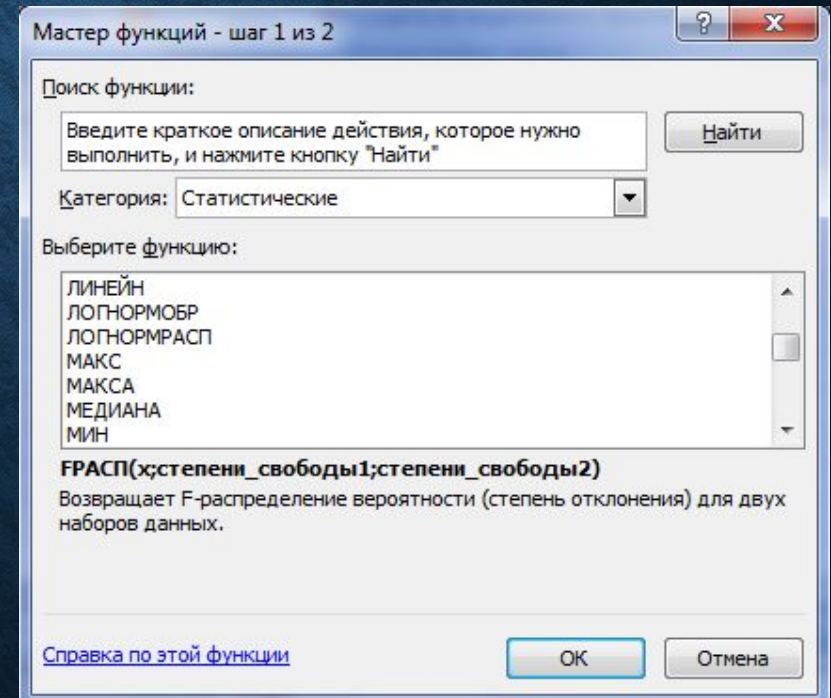 Мастер функций - шаг 1 из 2
Поиск функции:
Введите краткое описание действия, которое нужно
выполнить, и нажмите кнопку "Найти"
Найти
Категория: Статистические
Выберите функцию:
ЛИНЕЙН
ЛОГНОРМОБР
ЛОГНОРМРАСП
МАКС
МАКСА
МЕДИАНА
МИН
FРАСП(x;степени_свободы1;степени_свободы2)
Возвращает F-распределение вероятности (степень отклонения) для двух
наборов данных.
Справка по этой функции
ОК
Отмена